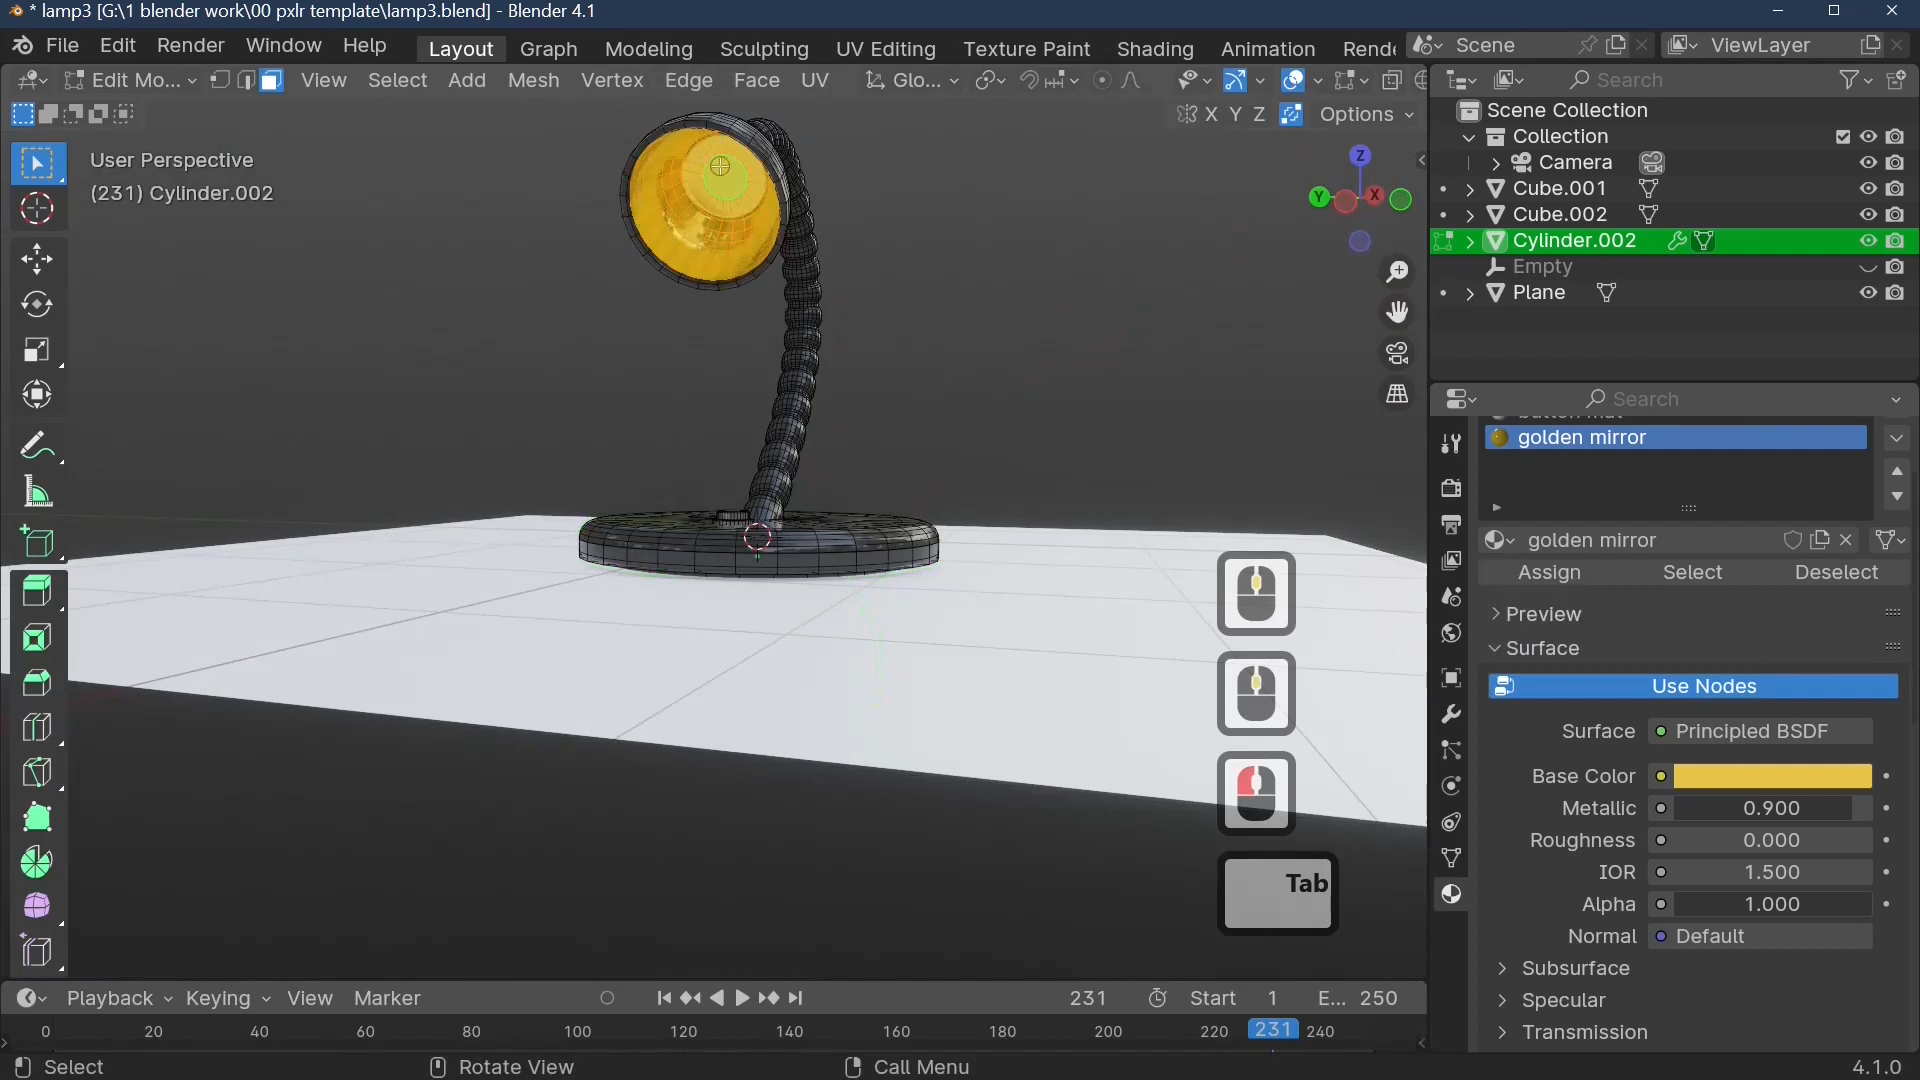 * lamp3 [G:\1 blender work\00 pxlr template\lamp3.blend] - Blender 4.1
File Edit Render Window Help Layout Graph Modeling Sculpting UV Editing Texture Paint Shading Animation Rende Scene ViewLayer
Edit Mo... View Select Add Mesh Vertex Edge Face UV Glo... Search
X Y Z Options
Scene Collection
Collection
Camera
Cube.001
Cube.002
Cylinder.002
Empty
Plane
User Perspective
(231) Cylinder.002
Z
Y
X
Search
golden mirror
golden mirror
Assign Select Deselect
Preview
Surface
Use Nodes
Surface Principled BSDF
Base Color
Metallic 0.900
Roughness 0.000
IOR 1.500
Alpha 1.000
Normal Default
Subsurface
Specular
Transmission
Tab
Playback Keying View Marker 231 Start 1 E... 250
0 20 40 60 80 100 120 140 160 180 200 220 231 240
Select Rotate View Call Menu 4.1.0